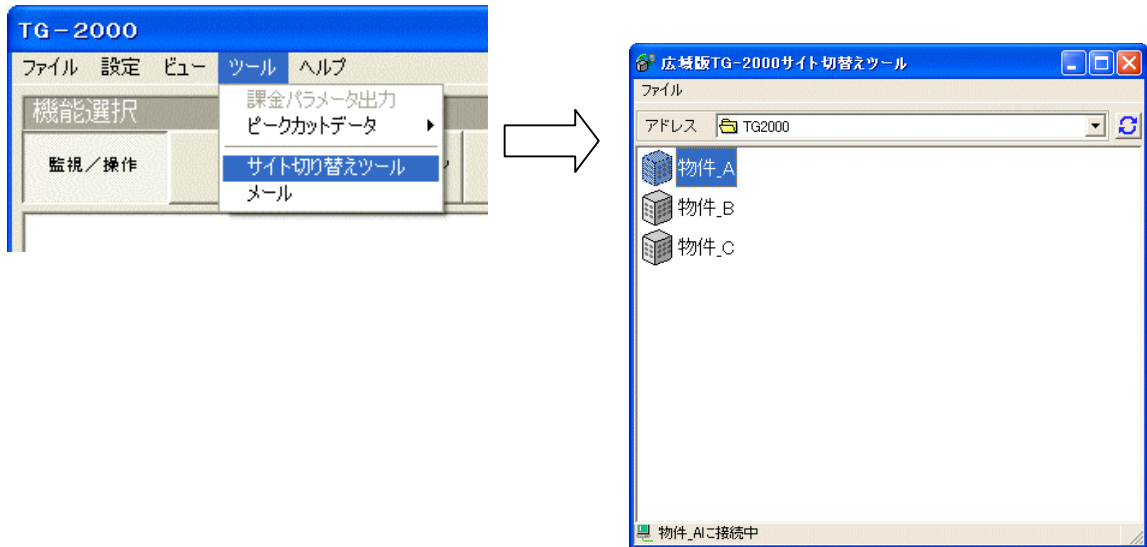 TG-2000
ファイル 設定 ビュー ツール ヘルプ
機能選択
監視/操作
課金パラメータ出力
ピークカットデータ
サイト切り替えツール
メール
広域版TG-2000サイト切替えツール
ファイル
アドレス TG2000
物件_A
物件_B
物件_C
物件_Aに接続中